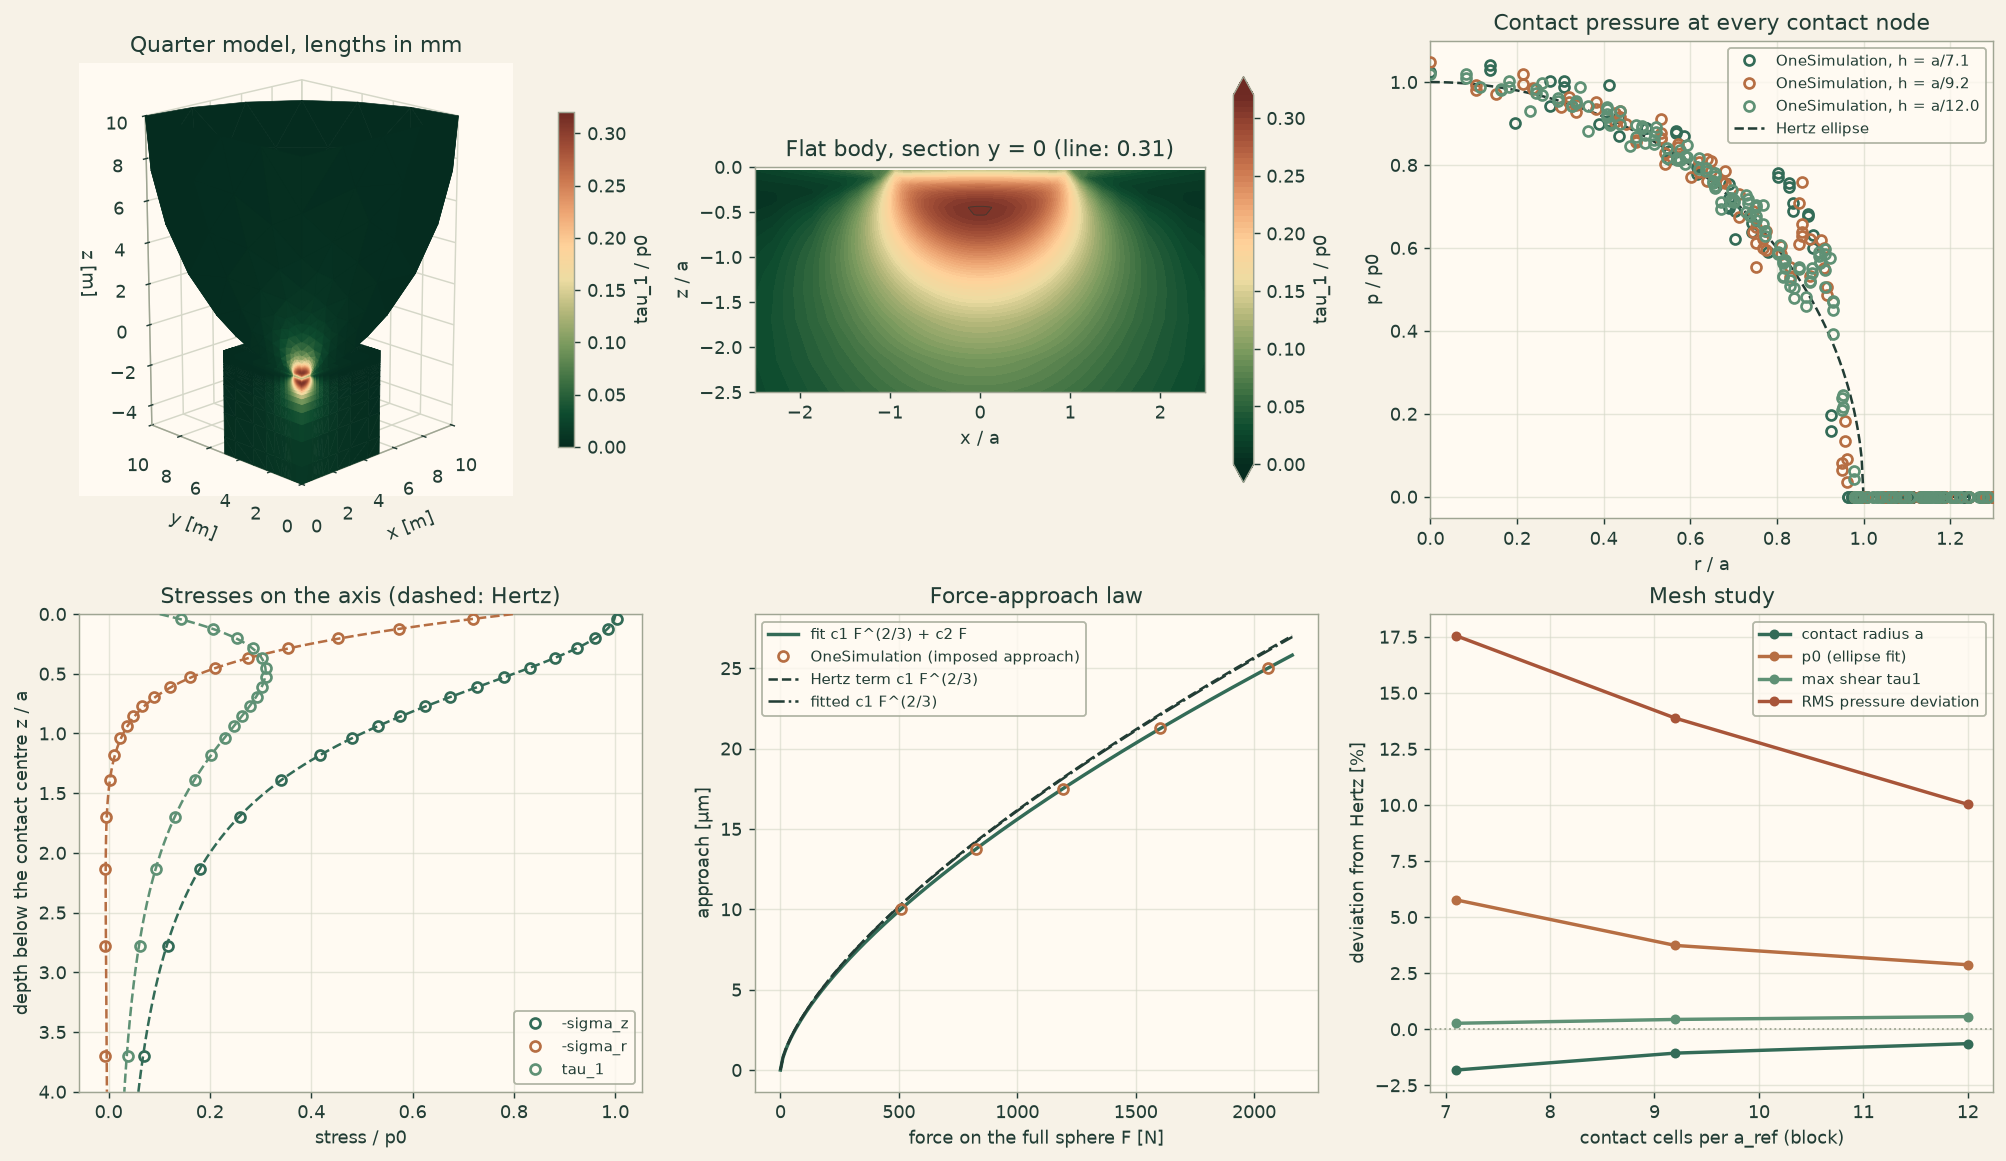 Quarter model, lengths in mm
10
8
6
4
2
0
−2
−4
z [m]
10
8
6
4
2
0
y [m]
0
2
4
6
8
10
x [m]
0.30
0.25
0.20
0.15
0.10
0.05
0.00
tau_1 / p0
Flat body, section y = 0 (line: 0.31)
0.0
−0.5
−1.0
−1.5
−2.0
−2.5
z / a
−2
−1
0
1
2
x / a
0.30
0.25
0.20
0.15
0.10
0.05
0.00
tau_1 / p0
Contact pressure at every contact node
OneSimulation, h = a/7.1
OneSimulation, h = a/9.2
OneSimulation, h = a/12.0
Hertz ellipse
1.0
0.8
0.6
0.4
0.2
0.0
p / p0
0.0
0.2
0.4
0.6
0.8
1.0
1.2
r / a
Stresses on the axis (dashed: Hertz)
0.0
0.5
1.0
1.5
2.0
2.5
3.0
3.5
4.0
depth below the contact centre z / a
-sigma_z
-sigma_r
tau_1
0.0
0.2
0.4
0.6
0.8
1.0
stress / p0
Force-approach law
fit c1 F^(2/3) + c2 F
OneSimulation (imposed approach)
Hertz term c1 F^(2/3)
fitted c1 F^(2/3)
25
20
15
10
5
0
approach [µm]
0
500
1000
1500
2000
force on the full sphere F [N]
Mesh study
contact radius a
p0 (ellipse fit)
max shear tau1
RMS pressure deviation
17.5
15.0
12.5
10.0
7.5
5.0
2.5
0.0
−2.5
deviation from Hertz [%]
7
8
9
10
11
12
contact cells per a_ref (block)